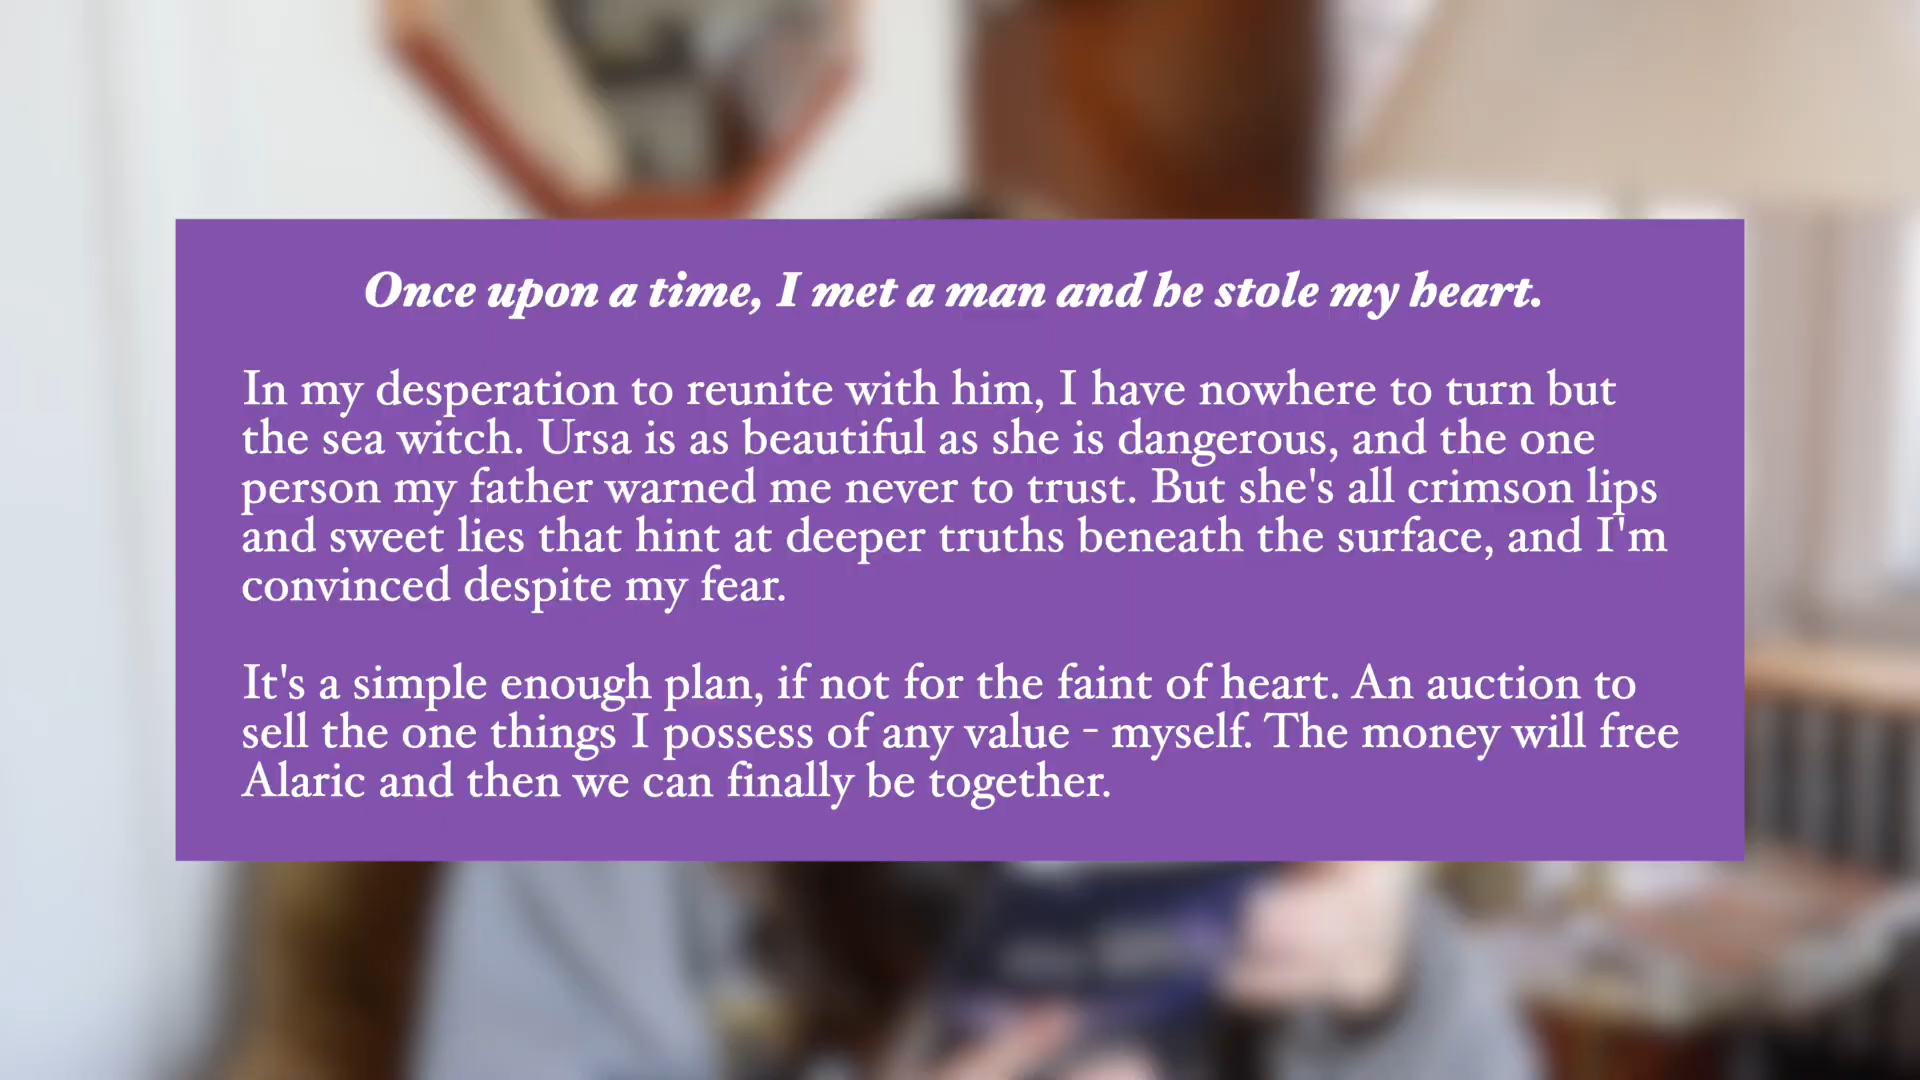 Once upon a time, I met a man and he stole my heart.
In my desperation to reunite with him, I have nowhere to turn but
the sea witch. Ursa is as beautiful as she is dangerous, and the one
person my father warned me never to trust. But she's all crimson lips
and sweet lies that hint at deeper truths beneath the surface, and I'm
convinced despite my fear.
It's a simple enough plan, if not for the faint of heart. An auction to
sell the one things I possess of any value - myself. The money will free
Alaric and then we can finally be together.